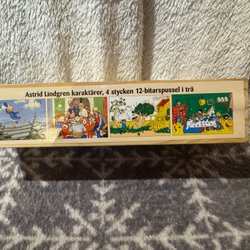 Astrid Lindgren karaktärer, 4 stycken 12-bitarspussel i trä